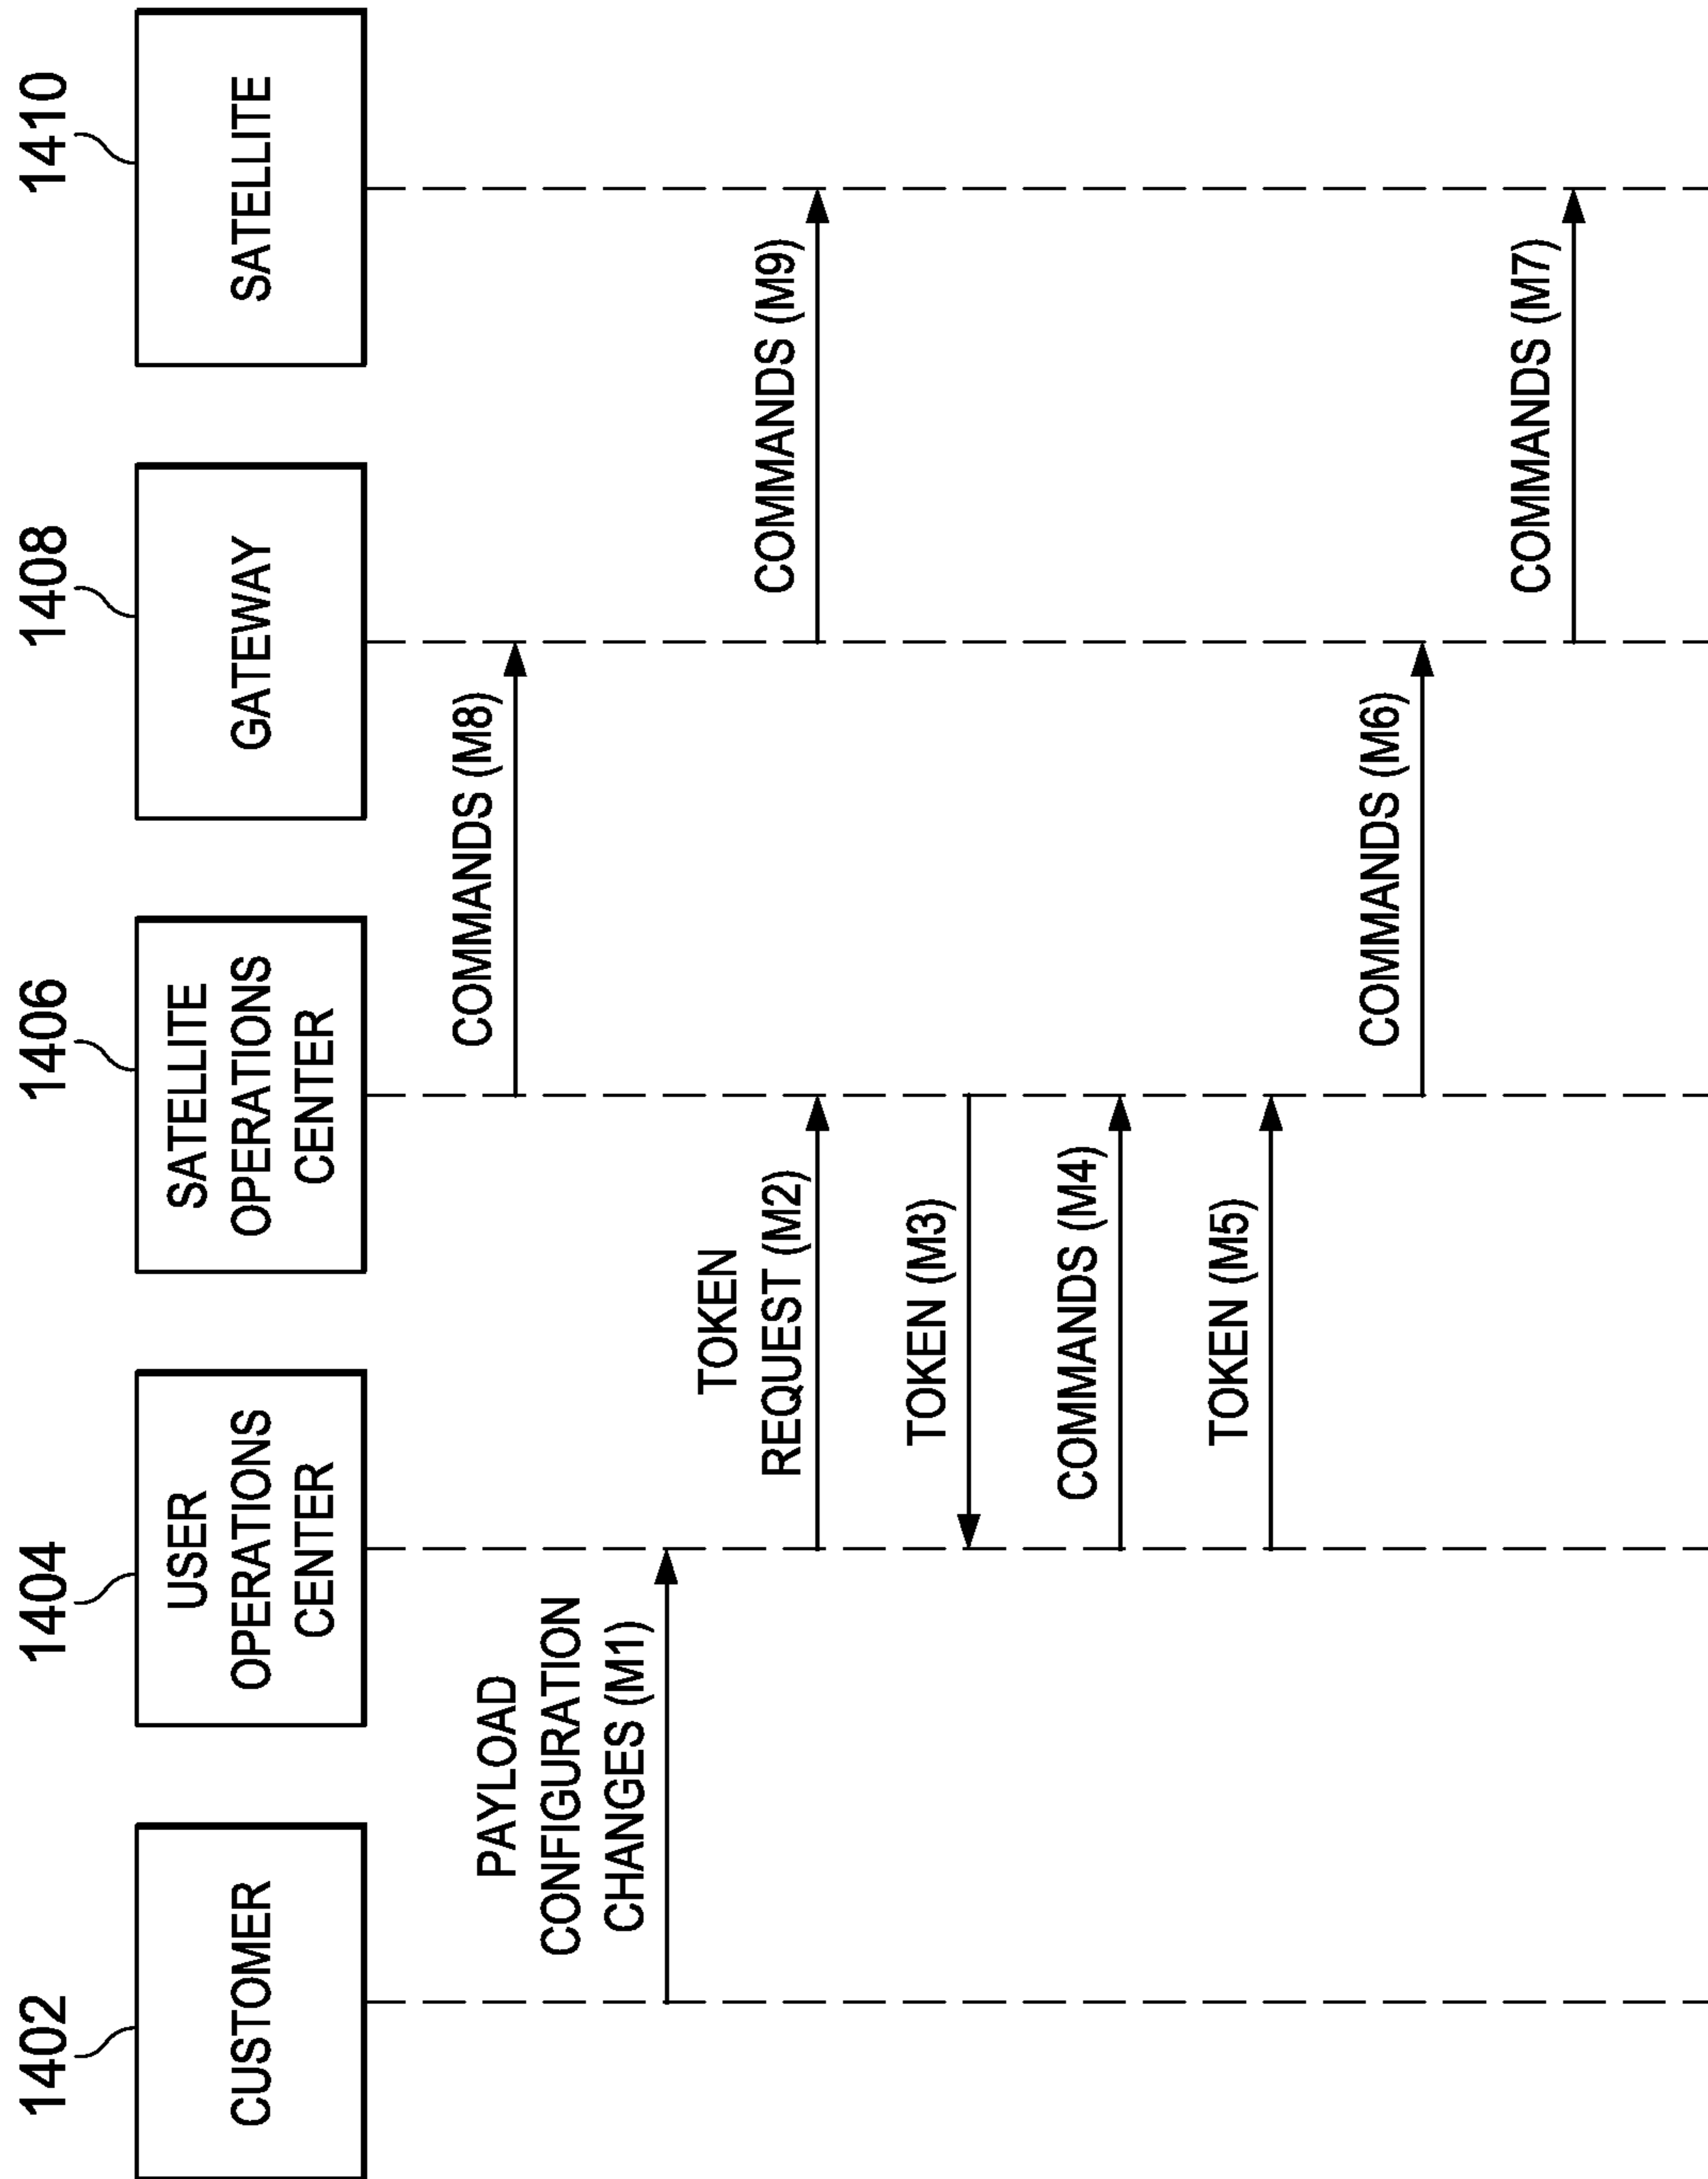 1402
1404
1406
1408
1410
CUSTOMER
USER
OPERATIONS
CENTER
SATELLITE
OPERATIONS
CENTER
GATEWAY
SATELLITE
COMMANDS (M8)
PAYLOAD
CONFIGURATION
CHANGES (M1)
TOKEN
REQUEST (M2)
COMMANDS (M9)
TOKEN (M3)
COMMANDS (M4)
TOKEN (M5)
COMMANDS (M6)
COMMANDS (M7)